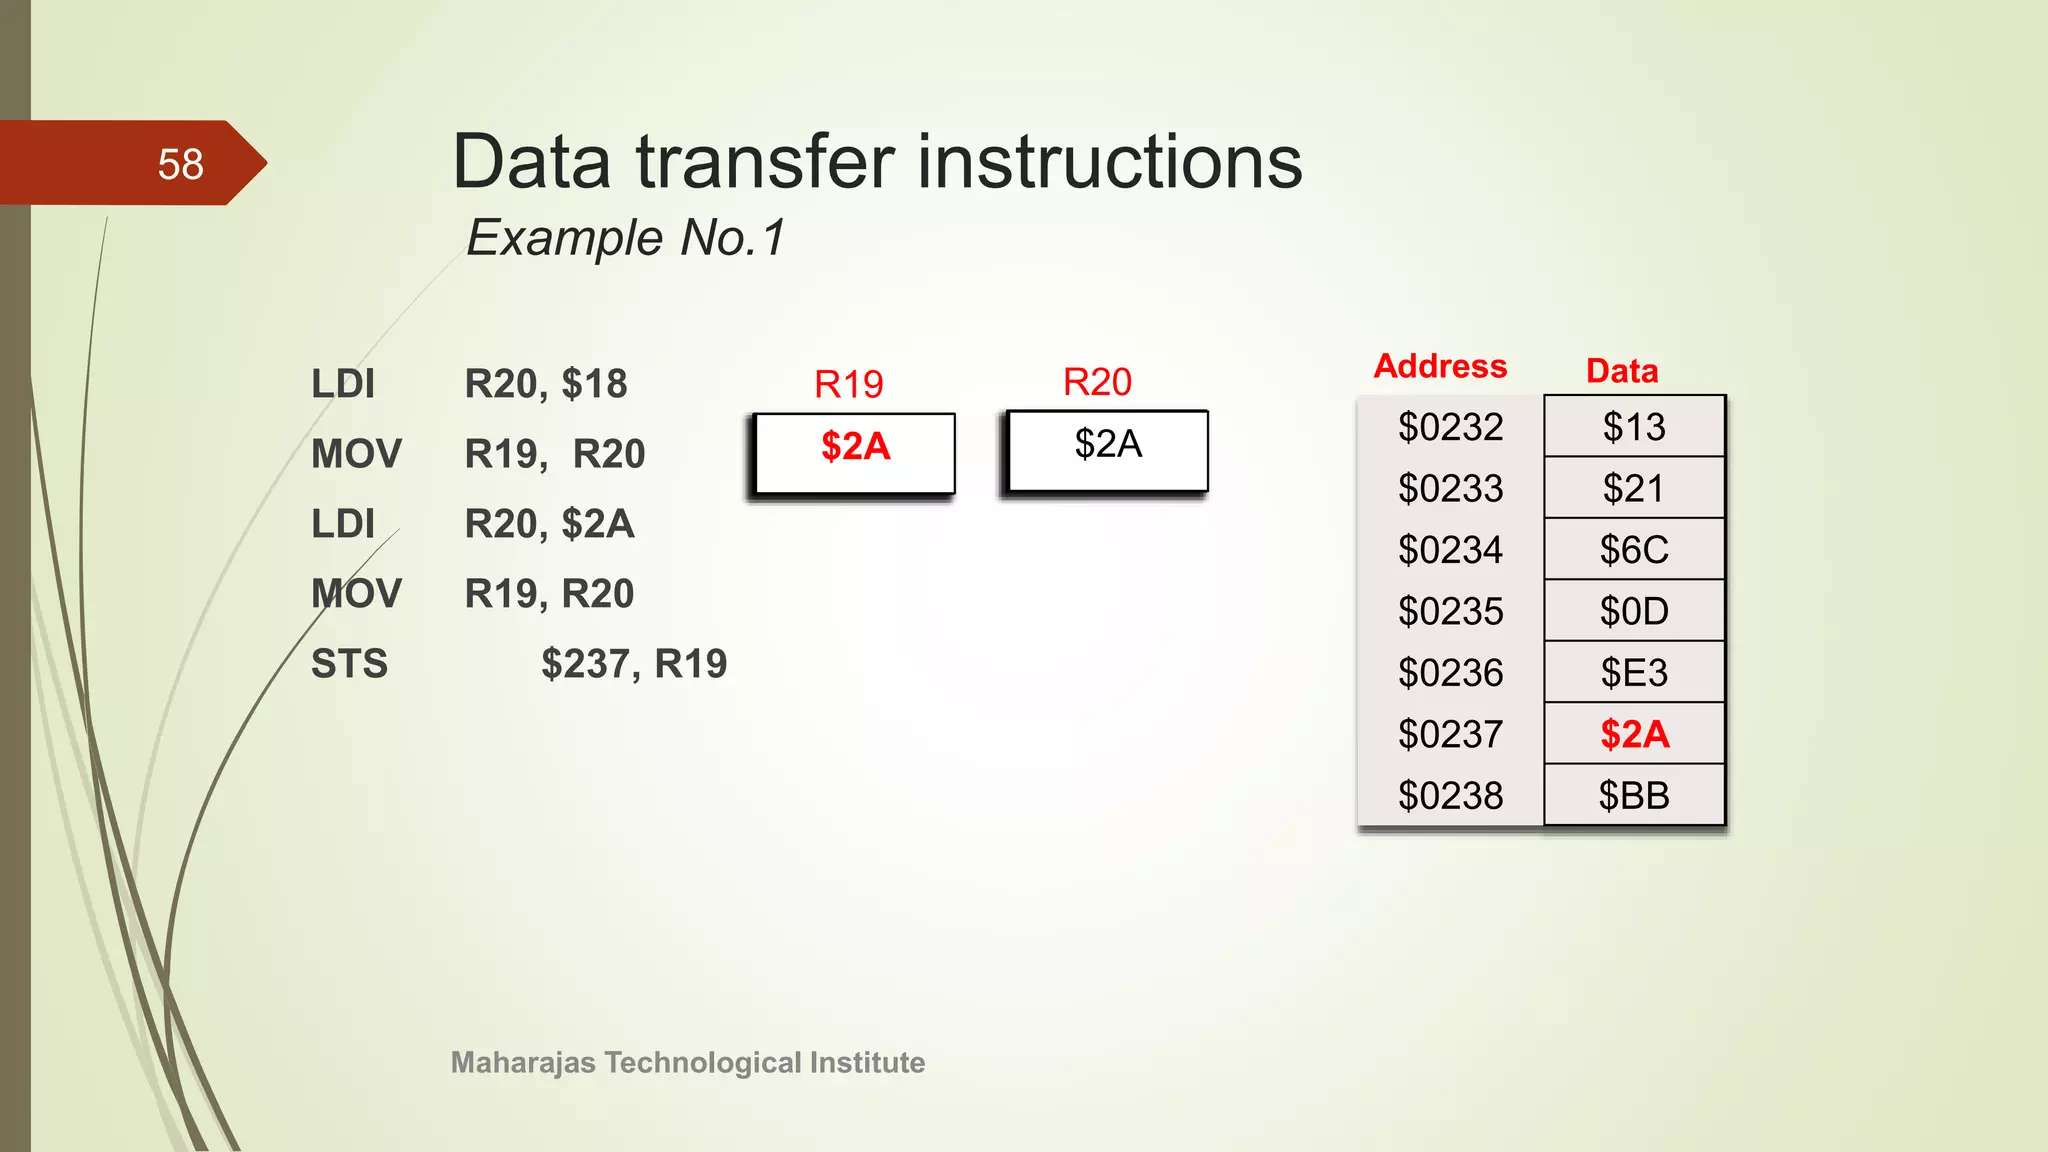 58
Data transfer instructions
Example No.1
LDI R20, $18
MOV R19, R20
LDI R20, $2A
MOV R19, R20
STS $237, R19
R19 R20
$2A $2A
Address Data
$0232 $13
$0233 $21
$0234 $6C
$0235 $0D
$0236 $E3
$0237 $2A
$0238 $BB
Maharajas Technological Institute